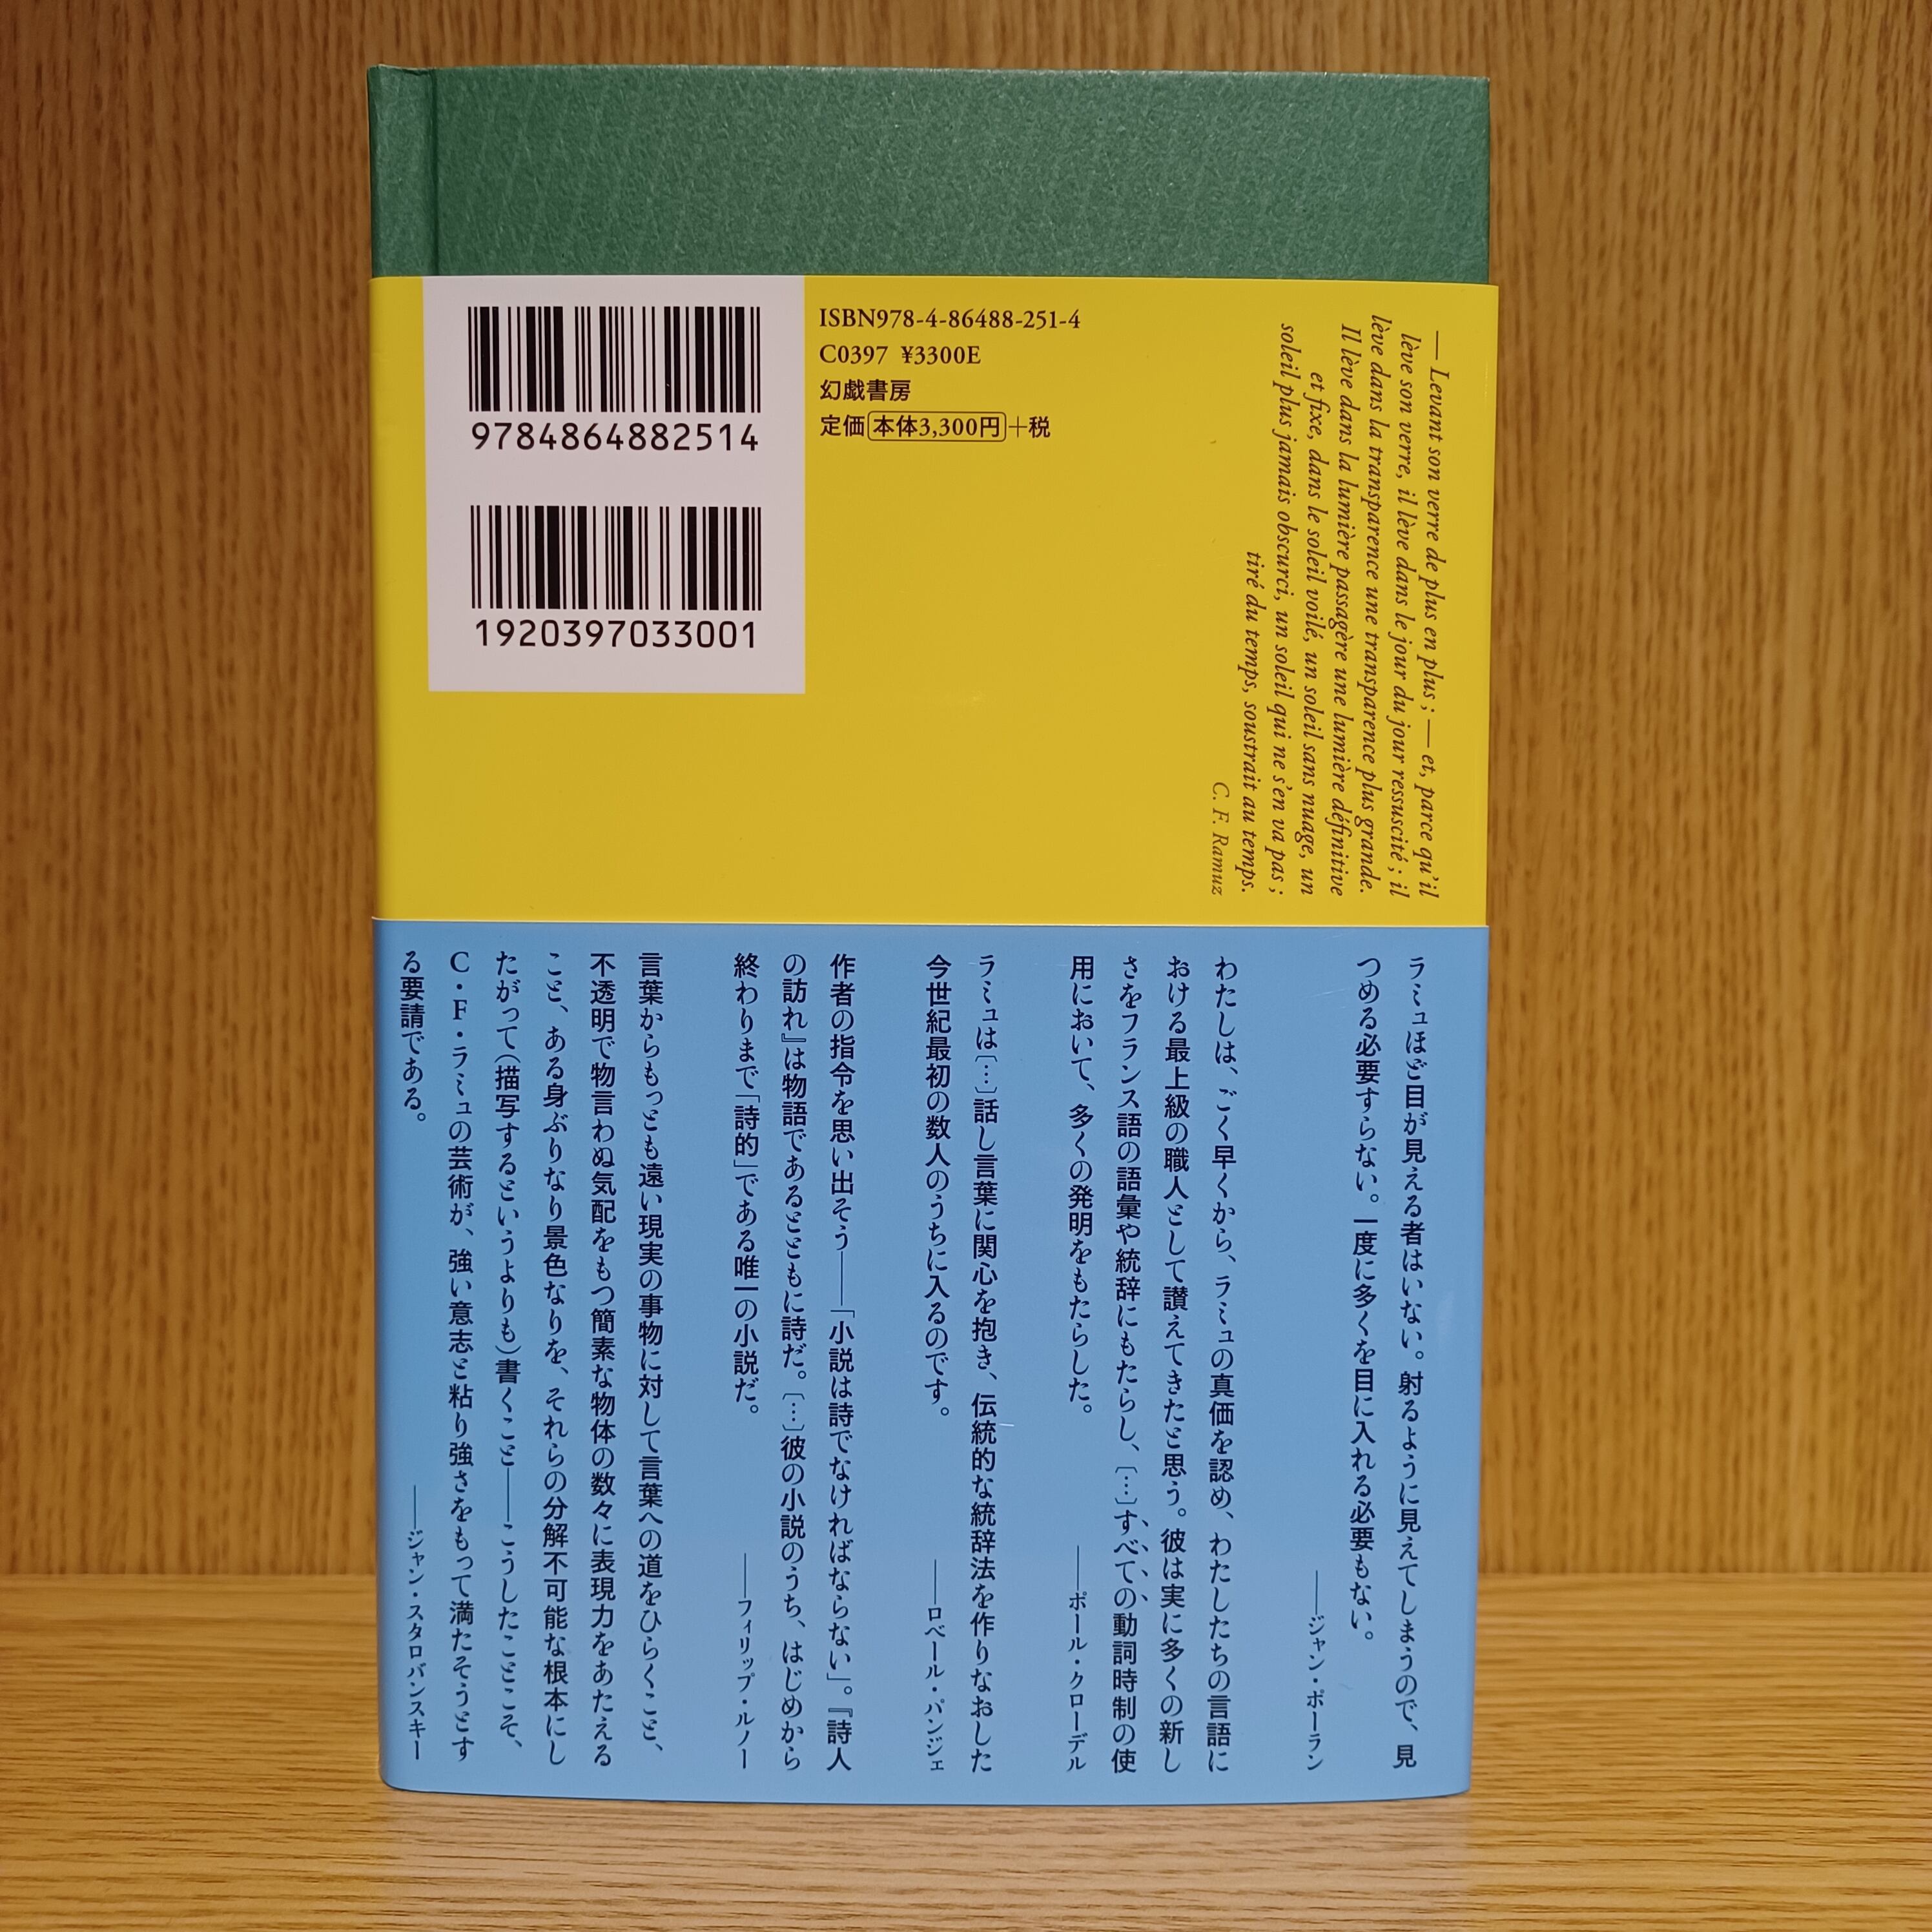 9784864882514
1920397033001
ISBN978-4-86488-251-4
C0397 ¥3300E
幻戯書房
定価 本体3,300円+税
— Levant son verre de plus en plus ; — et, parce qu'il
lève son verre, il lève dans le jour du jour ressuscité ; il
lève dans la transparence une transparence plus grande.
Il lève dans la lumière passagère une lumière définitive
et fixe, dans le soleil voilé, un soleil sans nuage, un
soleil plus jamais obscurci, un soleil qui ne s'en va pas ;
tiré du temps, soustrait au temps.
C. F. Ramuz
ラミュほど目が見える者はいない。射るように見えてしまうので、見
つめる必要すらない。一度に多くを目に入れる必要もない。
——ジャン・ポーラン
わたしは、ごく早くから、ラミュの真価を認め、わたしたちの言語に
おける最上級の職人として讃えてきたと思う。彼は実に多くの新し
さをフランス語の語彙や統辞にもたらし、〔…〕すべての動詞時制の使
用において、多くの発明をもたらした。
——ポール・クローデル
ラミュは〔…〕話し言葉に関心を抱き、伝統的な統辞法を作りなおした
今世紀最初の数人のうちに入るのです。
——ロベール・パンジェ
作者の指令を思い出そう——「小説は詩でなければならない」。『詩人
の訪れ』は物語であるとともに詩だ。〔…〕彼の小説のうち、はじめから
終わりまで「詩的」である唯一の小説だ。
——フィリップ・ルノー
言葉からもっとも遠い現実の事物に対して言葉への道をひらくこと、
不透明で物言わぬ気配をもつ簡素な物体の数々に表現力をあたえる
こと、ある身ぶりなり景色なりを、それらの分解不可能な根本にし
たがって(描写するというよりも)書くこと——こうしたことこそ、
C・F・ラミュの芸術が、強い意志と粘り強さをもって満たそうとす
る要請である。
——ジャン・スタロバンスキー